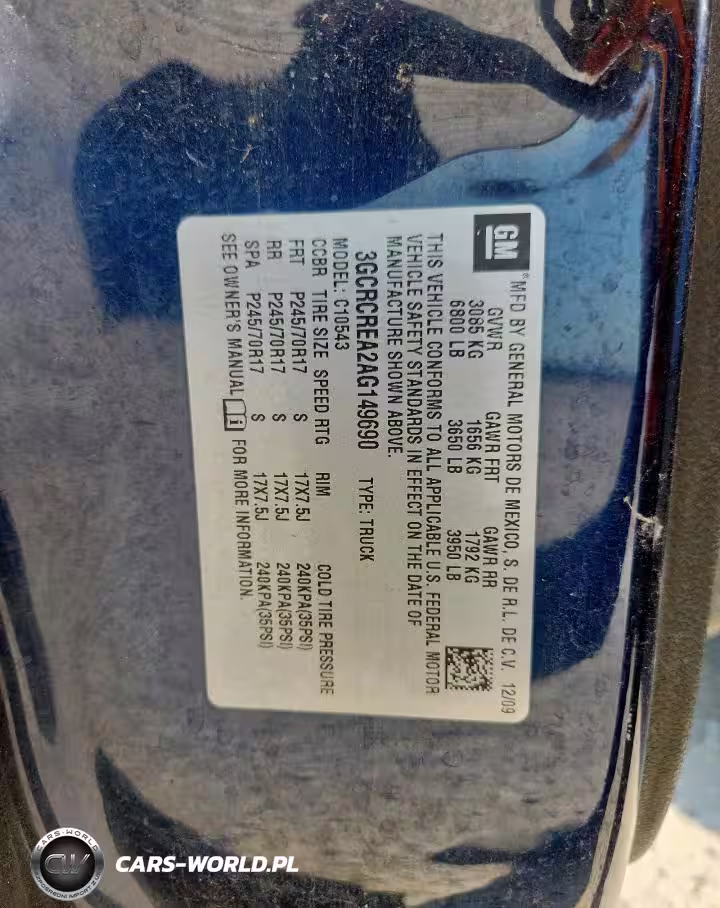 GM
® MFD BY GENERAL MOTORS DE MEXICO, S. DE R.L. DE C.V. 12/09
GVWR GAWR FRT GAWR RR
3085 KG 1656 KG 1792 KG
6800 LB 3650 LB 3950 LB
THIS VEHICLE CONFORMS TO ALL APPLICABLE U.S. FEDERAL MOTOR
VEHICLE SAFETY STANDARDS IN EFFECT ON THE DATE OF
MANUFACTURE SHOWN ABOVE.
3GCRCREA2AG149690 TYPE: TRUCK
MODEL: C10543
CCBR TIRE SIZE SPEED RTG RIM COLD TIRE PRESSURE
FRT P245/70R17 S 17X7.5J 240KPA(35PSI)
RR P245/70R17 S 17X7.5J 240KPA(35PSI)
SPA P245/70R17 S 17X7.5J 240KPA(35PSI)
SEE OWNER'S MANUAL FOR MORE INFORMATION.
CARS-WORLD
CW
CARS-WORLD.PL